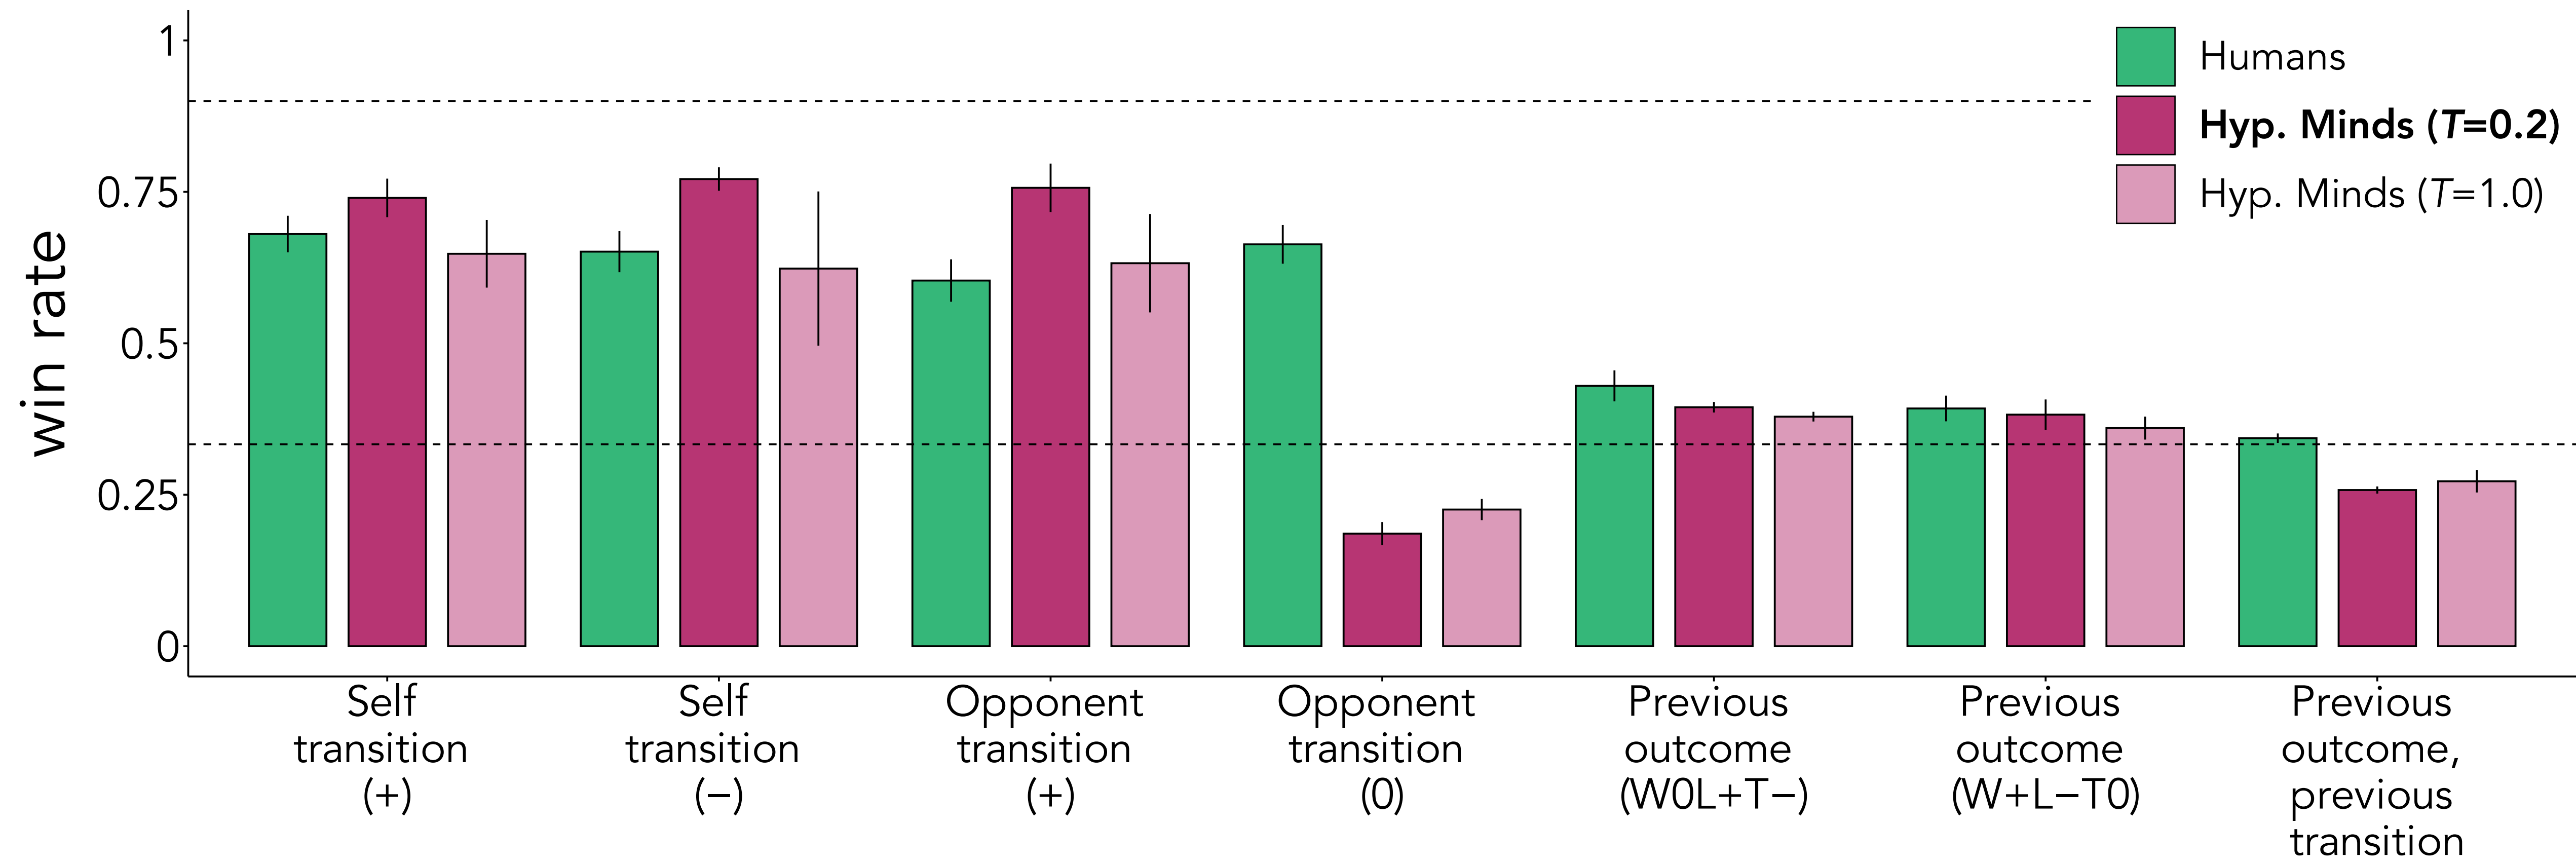 1
0.75
0.5
0.25
0
win rate
Humans
Hyp. Minds (T=0.2)
Hyp. Minds (T=1.0)
Self
transition
(+)
Self
transition
(−)
Opponent
transition
(+)
Opponent
transition
(0)
Previous
outcome
(W0L+T−)
Previous
outcome
(W+L−T0)
Previous
outcome,
previous
transition